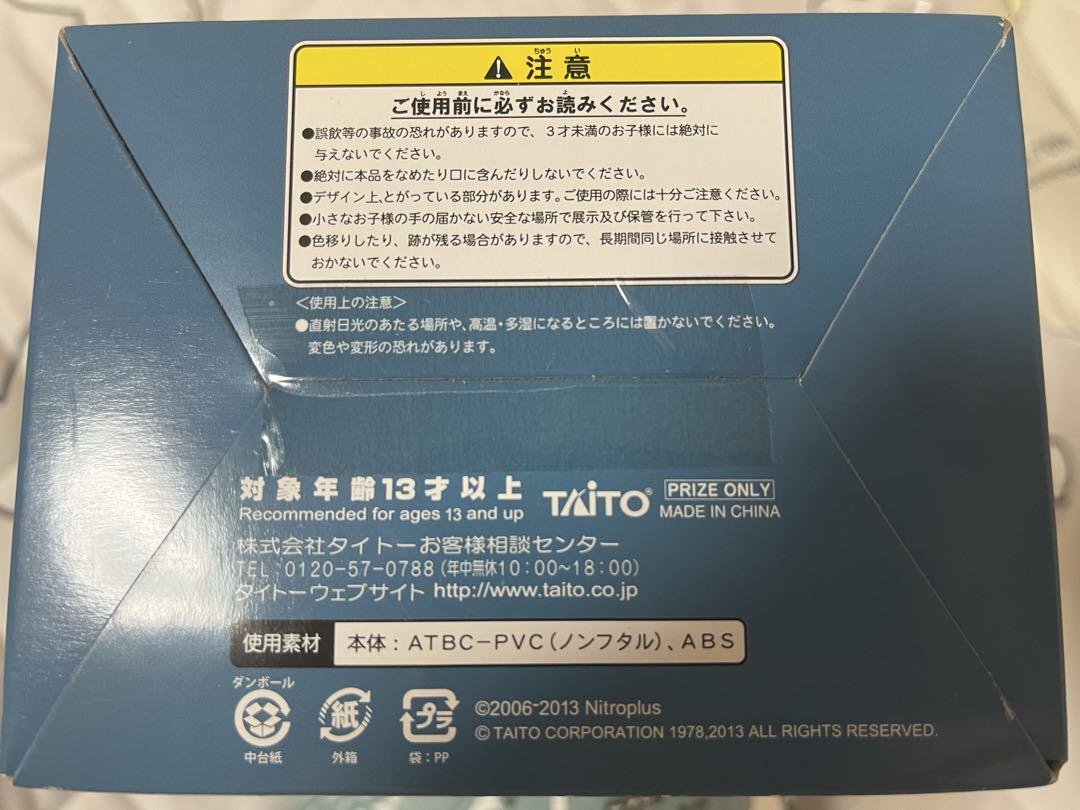 注意
ご使用前に必ずお読みください。
●誤飲等の事故の恐れがありますので、３才未満のお子様には絶対に
与えないでください。
●絶対に本品をなめたり口に含んだりしないでください。
●デザイン上、とがっている部分があります。ご使用の際には十分ご注意ください。
●小さなお子様の手の届かない安全な場所で展示及び保管を行って下さい。
●色移りしたり、跡が残る場合がありますので、長期間同じ場所に接触させて
おかないでください。
＜使用上の注意＞
●直射日光のあたる場所や、高温・多湿になるところには置かないでください。
変色や変形の恐れがあります。
対象年齢13才以上
Recommended for ages 13 and up
TAITO® PRIZE ONLY
MADE IN CHINA
株式会社タイトーお客様相談センター
TEL：0120-57-0788（年中無休10：00～18：00）
タイトーウェブサイト http://www.taito.co.jp
使用素材 本体：ATBC－PVC（ノンフタル）、ABS
ダンボール
中台紙
紙
外箱
プラ
袋：PP
©2006-2013 Nitroplus
©TAITO CORPORATION 1978,2013 ALL RIGHTS RESERVED.